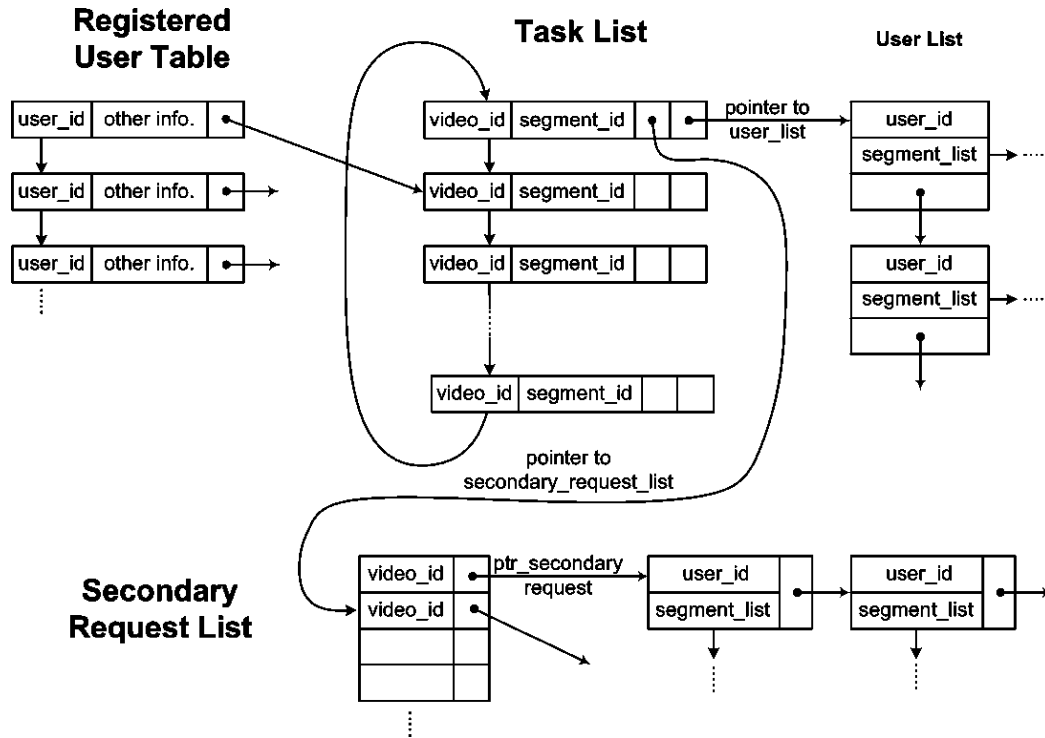 Registered
User Table
Task List
User List
user_id other info.
user_id other info.
user_id other info.
video_id segment_id
video_id segment_id
video_id segment_id
video_id segment_id
pointer to
user_list
user_id
segment_list
user_id
segment_list
pointer to
secondary_request_list
Secondary
Request List
video_id
video_id
ptr_secondary
request
user_id
segment_list
user_id
segment_list